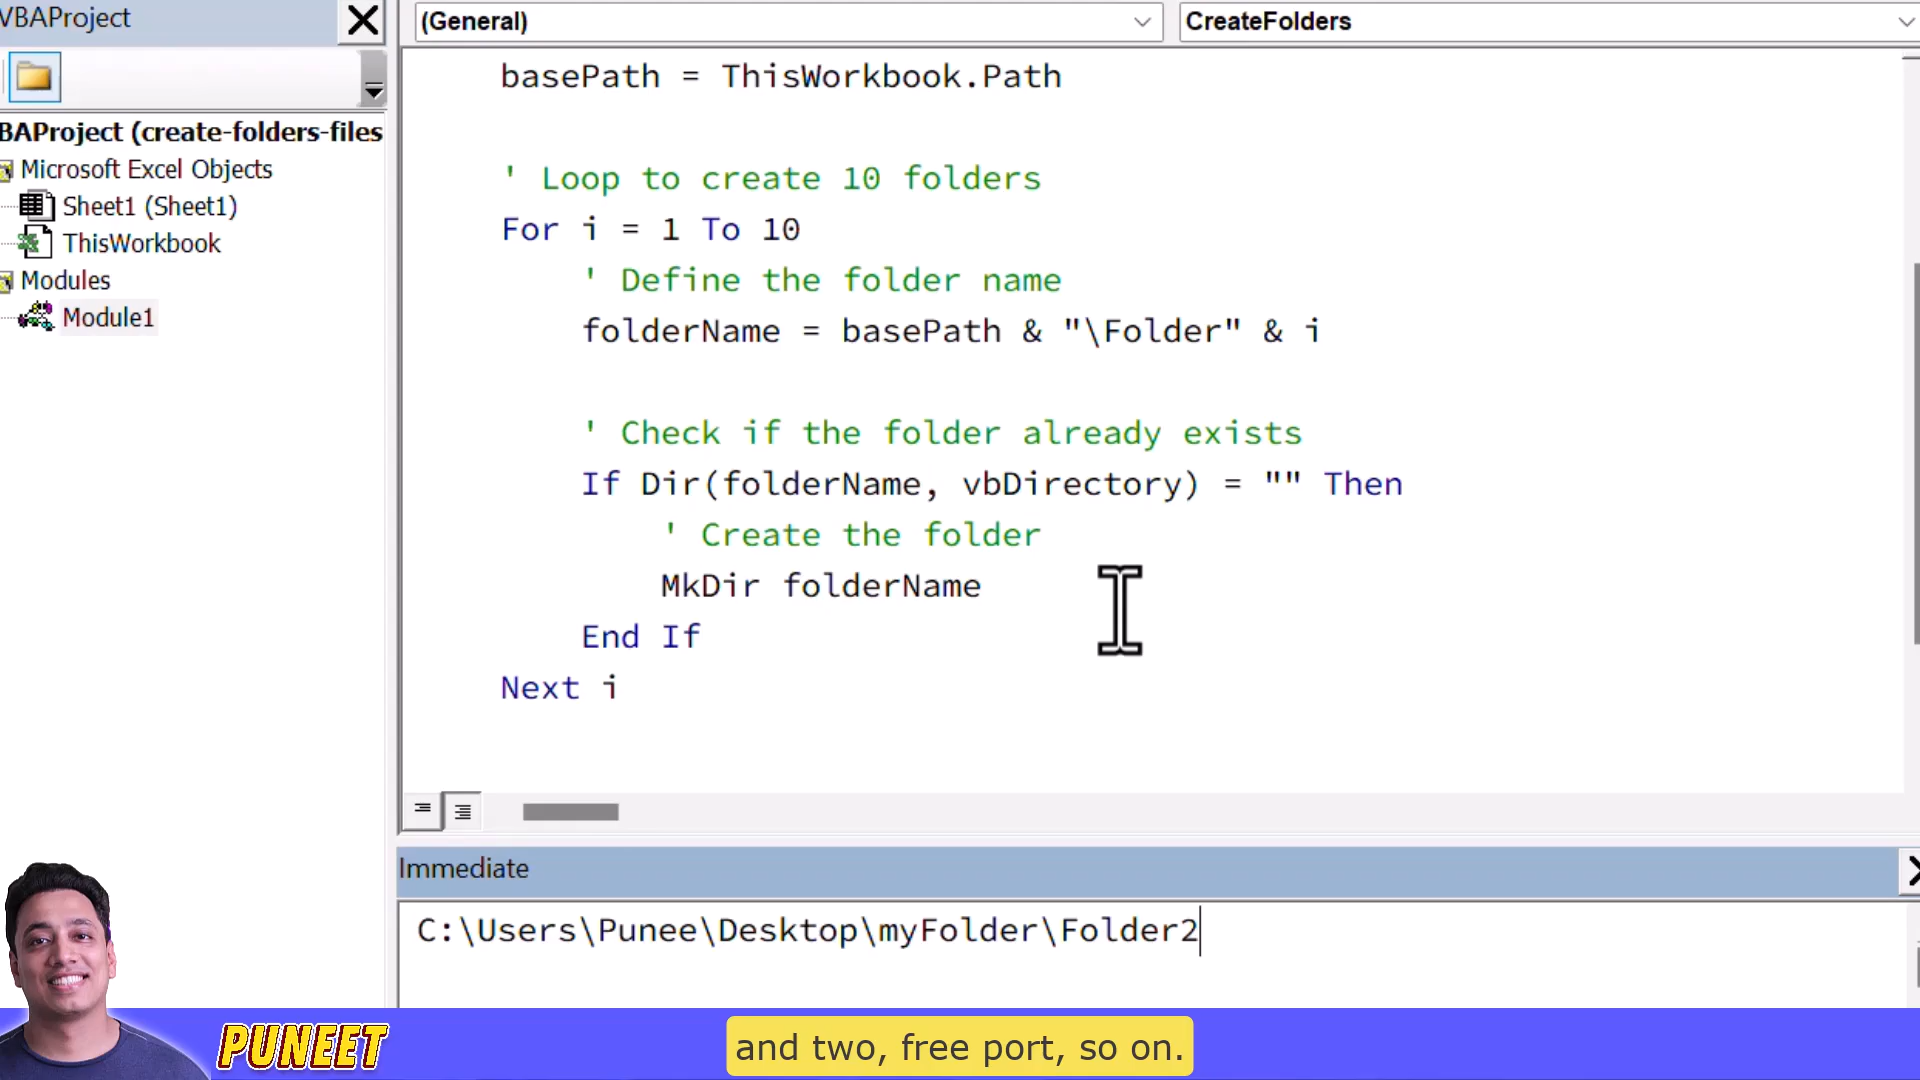 VBAProject
(General)
CreateFolders
BAProject (create-folders-files
Microsoft Excel Objects
Sheet1 (Sheet1)
ThisWorkbook
Modules
Module1
basePath = ThisWorkbook.Path
' Loop to create 10 folders
For i = 1 To 10
' Define the folder name
folderName = basePath & "\Folder" & i
' Check if the folder already exists
If Dir(folderName, vbDirectory) = "" Then
' Create the folder
MkDir folderName
End If
Next i
Immediate
C:\Users\Punee\Desktop\myFolder\Folder2
PUNEET
and two, free port, so on.